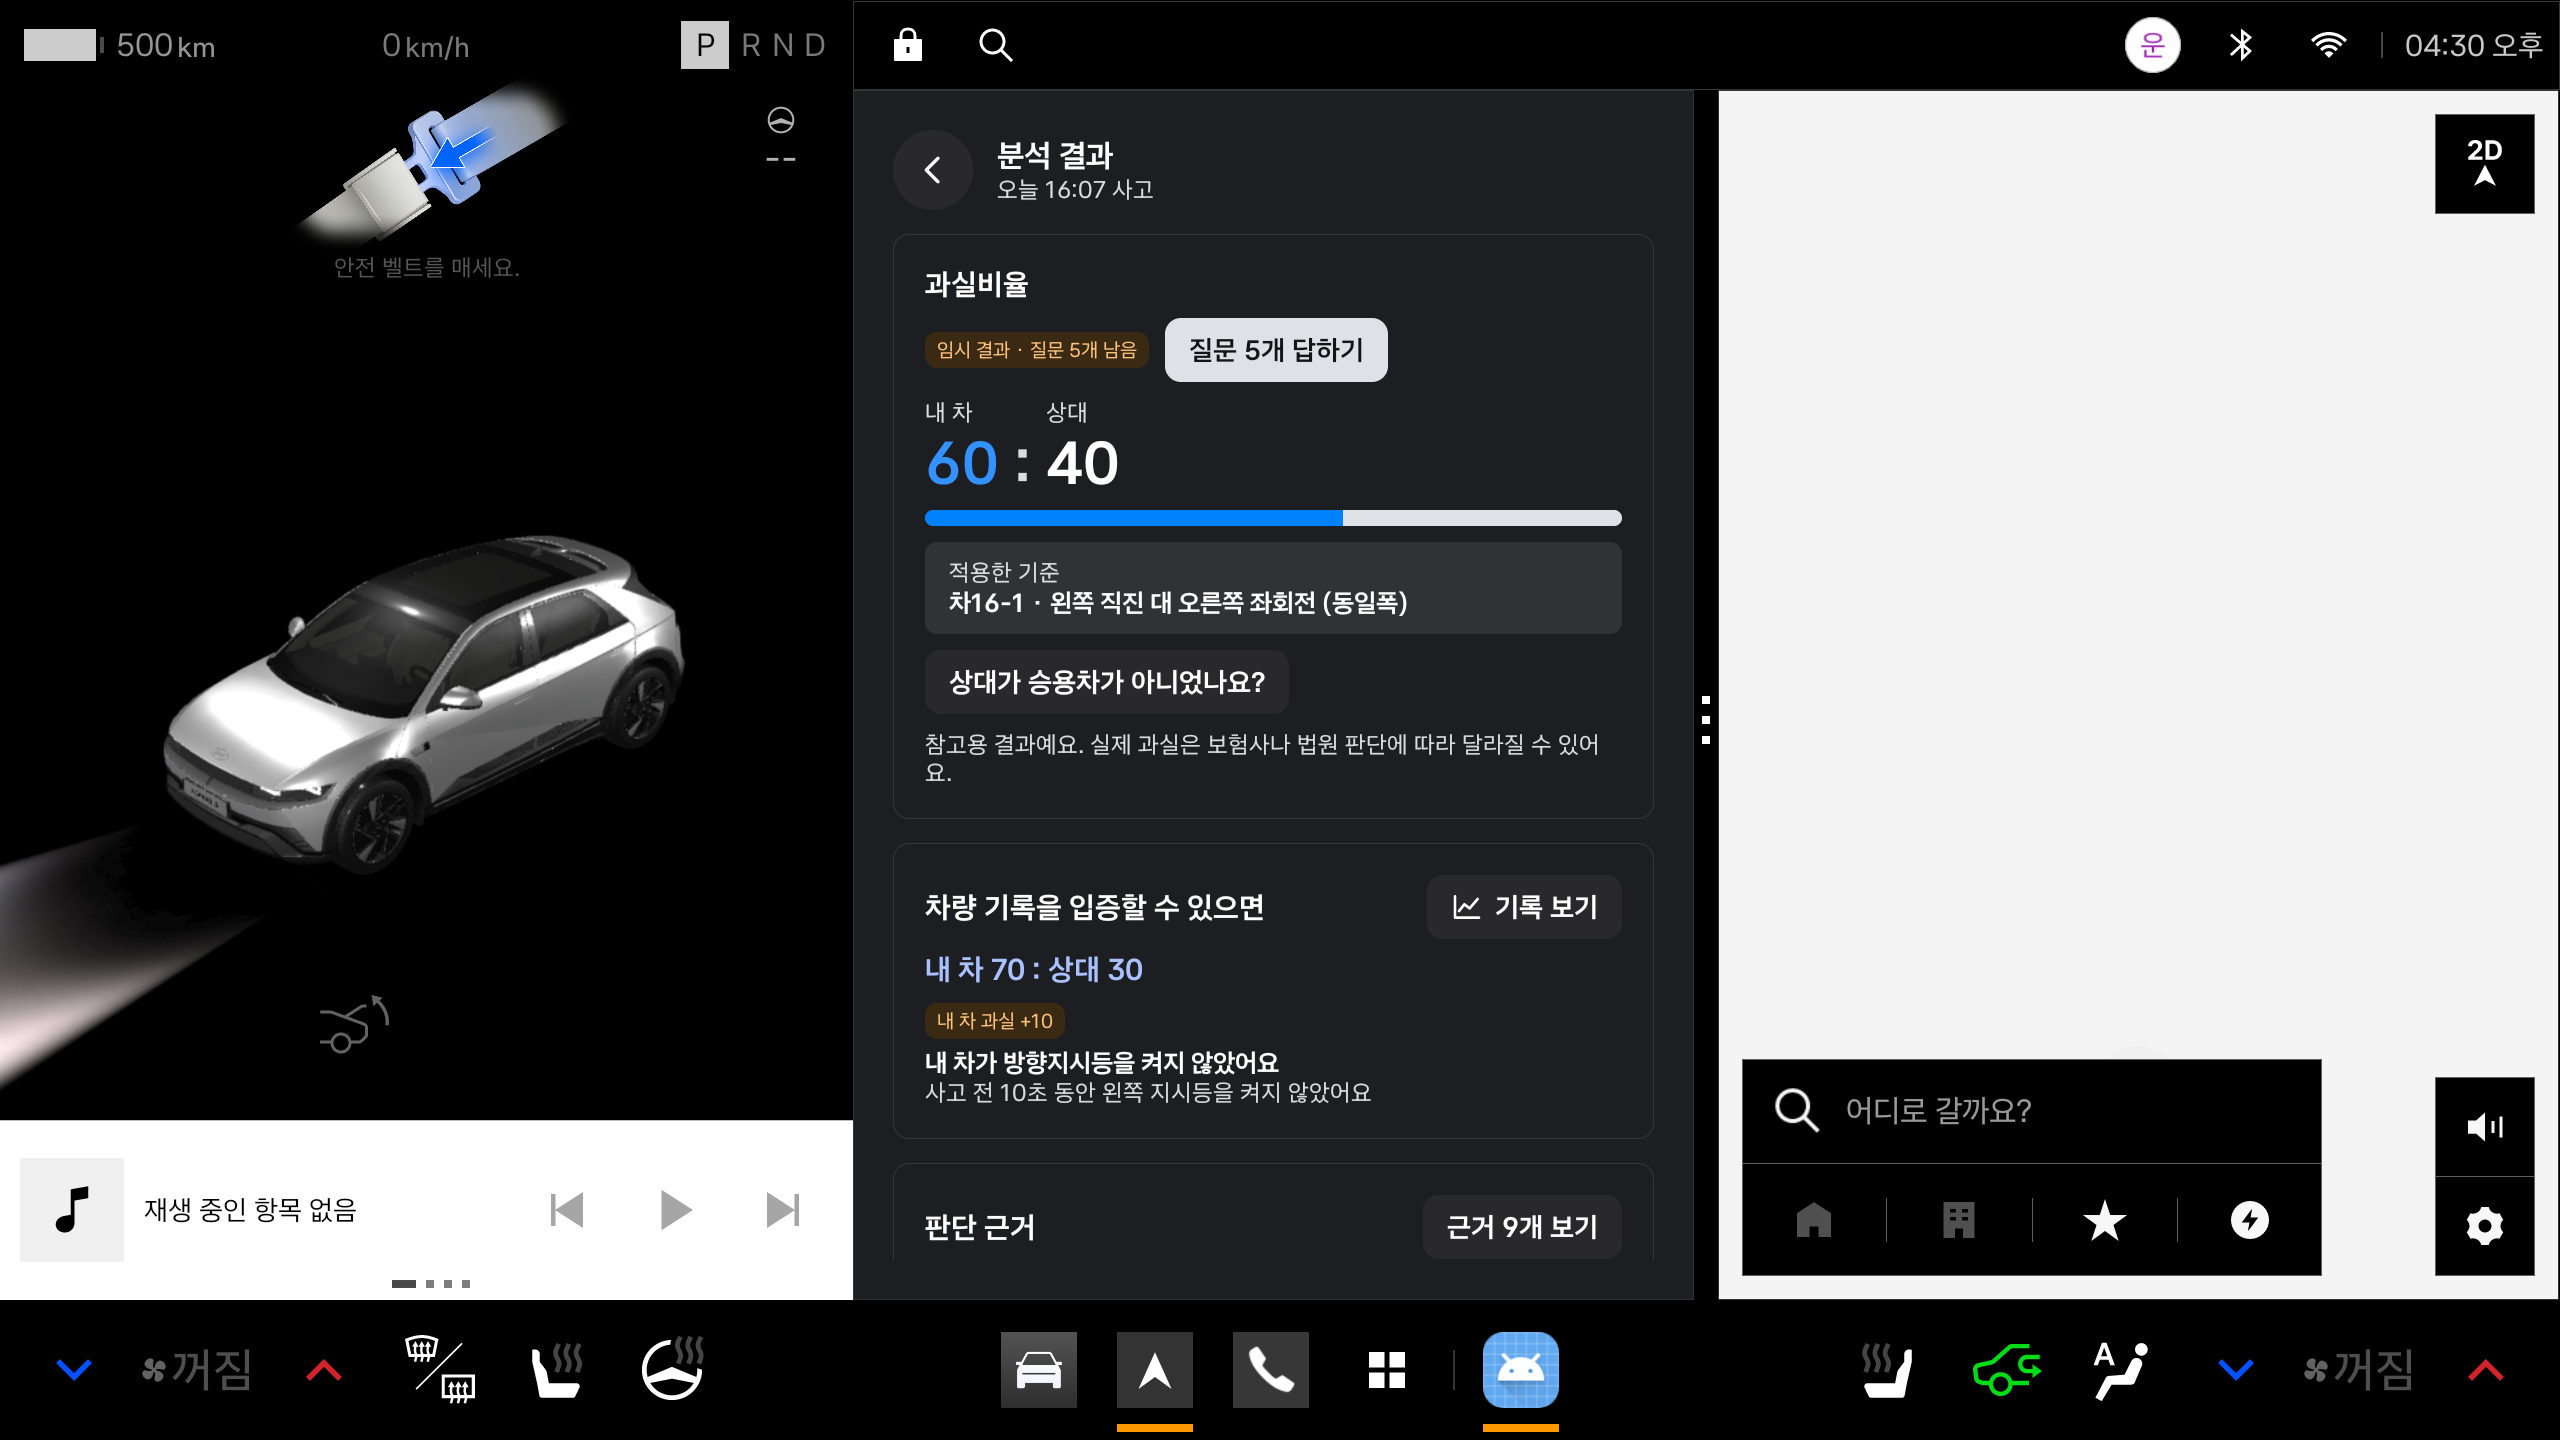 500 km
0 km/h
P R N D
04:30 오후
운
안전 벨트를 매세요.
재생 중인 항목 없음
분석 결과
오늘 16:07 사고
과실비율
임시 결과 · 질문 5개 남음
질문 5개 답하기
내 차 상대
60 : 40
적용한 기준
차16-1 · 왼쪽 직진 대 오른쪽 좌회전 (동일폭)
상대가 승용차가 아니었나요?
참고용 결과예요. 실제 과실은 보험사나 법원 판단에 따라 달라질 수 있어
요.
차량 기록을 입증할 수 있으면
기록 보기
내 차 70 : 상대 30
내 차 과실 +10
내 차가 방향지시등을 켜지 않았어요
사고 전 10초 동안 왼쪽 지시등을 켜지 않았어요
판단 근거
근거 9개 보기
2D
어디로 갈까요?
꺼짐
A
꺼짐